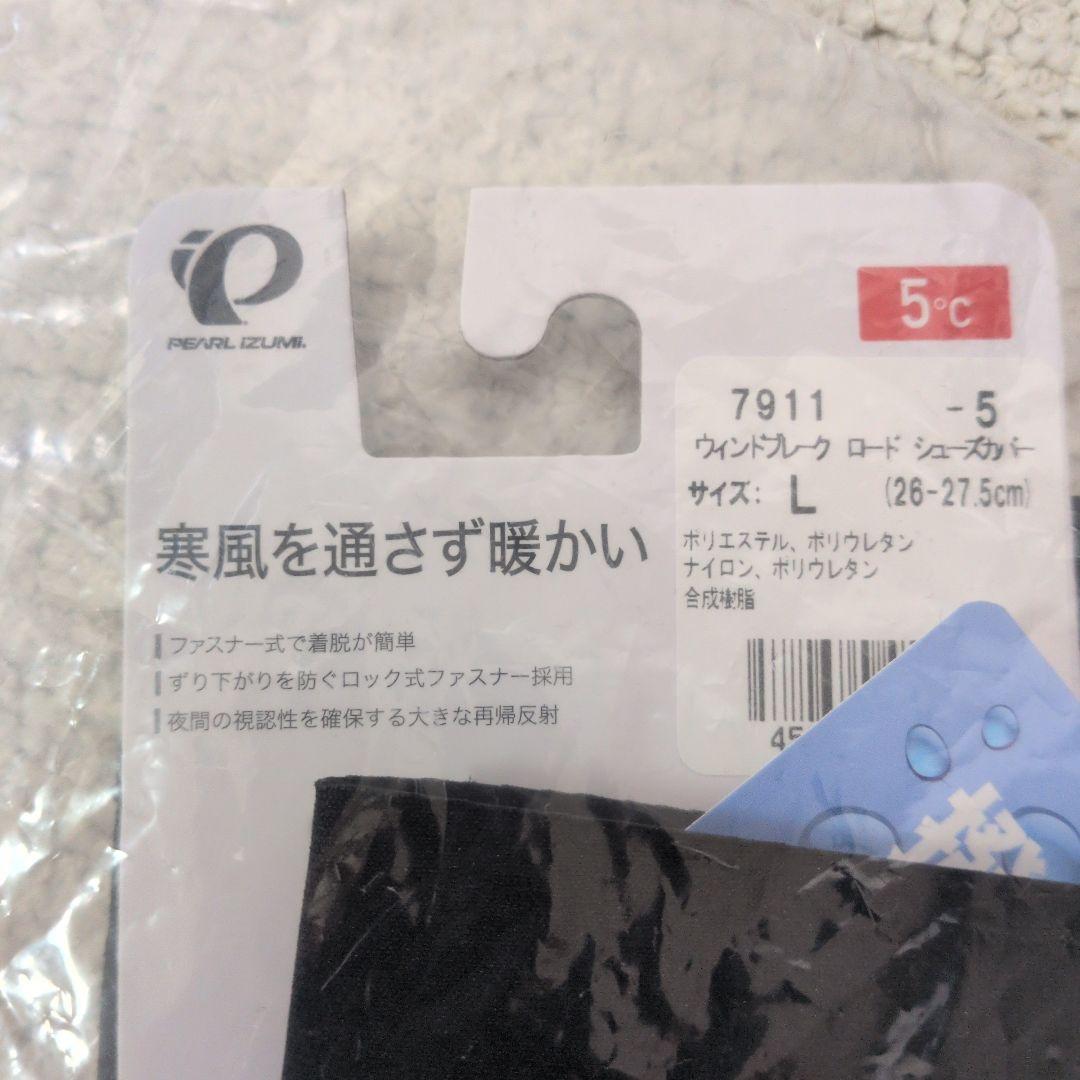 PEARL iZUMi.
5°C
7911 -5
ウィンドブレーク ロード シューズカバー
サイズ: L (26-27.5cm)
ポリエステル、ポリウレタン
ナイロン、ポリウレタン
合成樹脂
45
寒風を通さず暖かい
ファスナー式で着脱が簡単
ずり下がりを防ぐロック式ファスナー採用
夜間の視認性を確保する大きな再帰反射